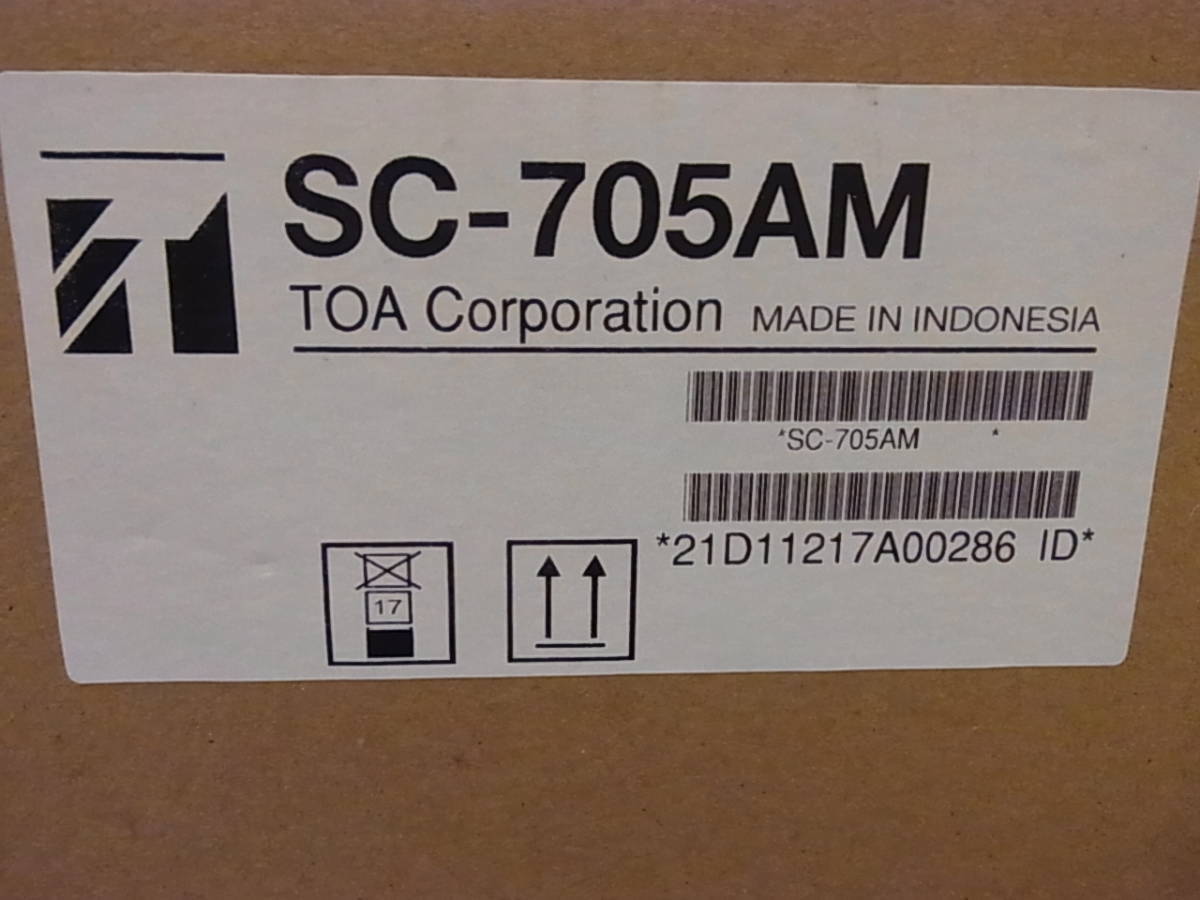 SC-705AM
TOA Corporation MADE IN INDONESIA
*SC-705AM *
*21D11217A00286 ID*
17